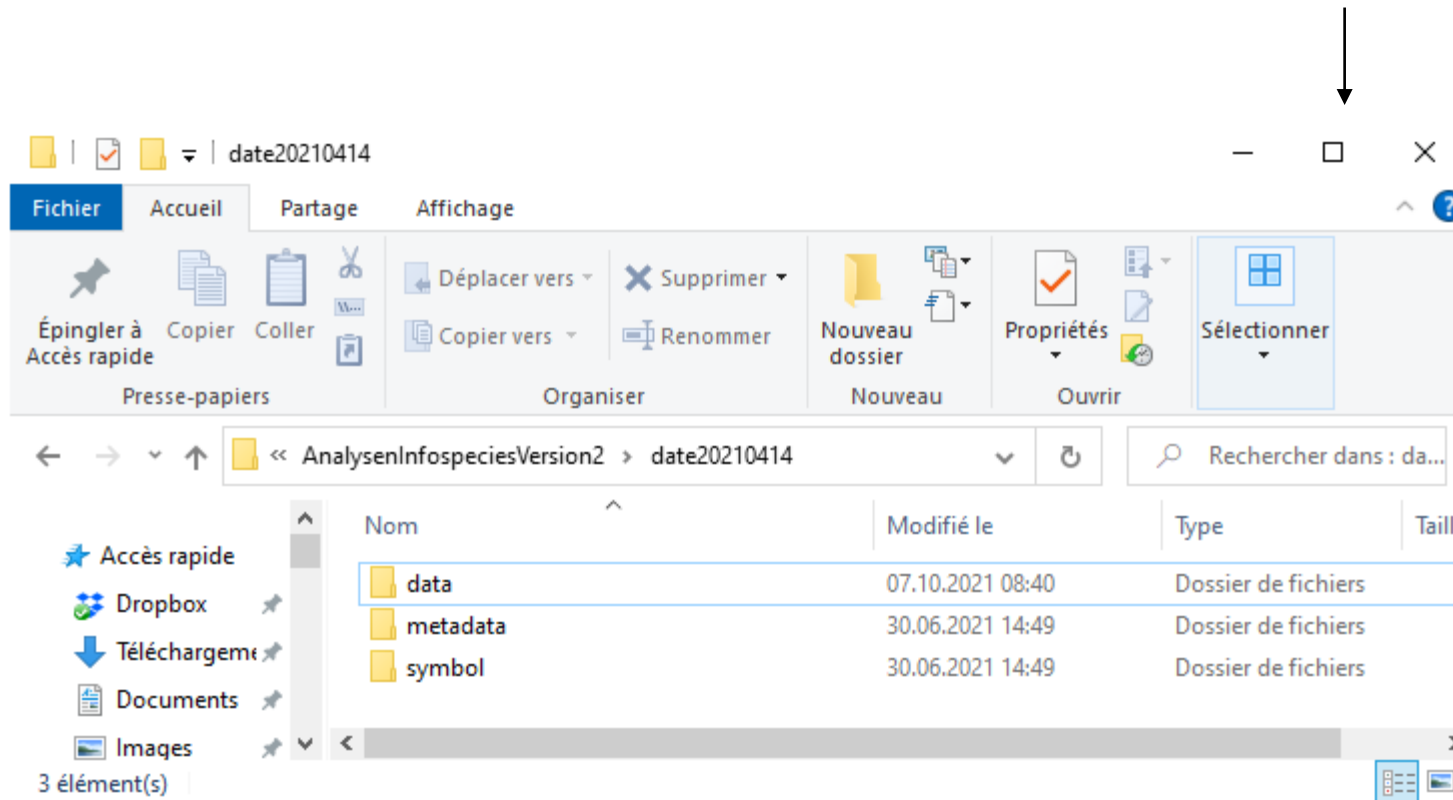 date20210414
Fichier Accueil Partage Affichage
Épingler à Accès rapide Copier Coller Déplacer vers Copier vers Supprimer Renommer Nouveau dossier Propriétés Sélectionner
Presse-papiers Organiser Nouveau Ouvrir
« AnalysenInfospeciesVersion2 › date20210414 Rechercher dans : da...
Nom Modifié le Type Taill
Accès rapide
Dropbox
Téléchargeme
Documents
Images
data 07.10.2021 08:40 Dossier de fichiers
metadata 30.06.2021 14:49 Dossier de fichiers
symbol 30.06.2021 14:49 Dossier de fichiers
3 élément(s)